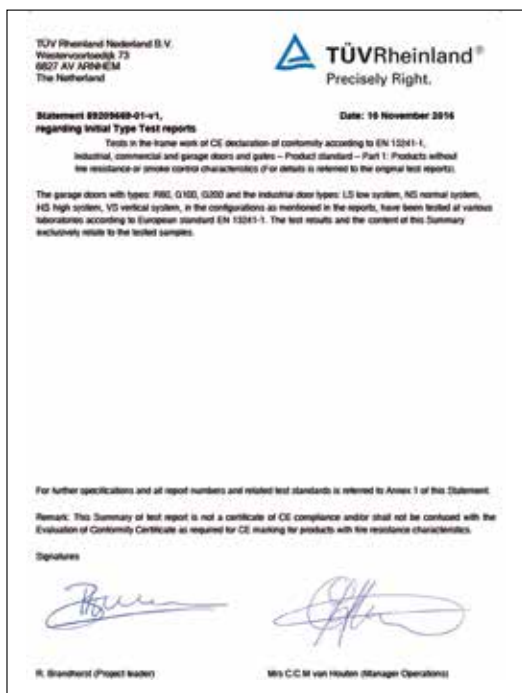 TÜV Rheinland Nederland B.V.
Westervoortsedijk 73
6827 AV ARNHEM
The Netherland
TÜVRheinland®
Precisely Right.
Statement 89209669-01-v1,
regarding Initial Type Test reports
Date: 10 November 2016
Tests in the frame work of CE declaration of conformity according to EN 13241-1,
Industrial, commercial and garage doors and gates – Product standard – Part 1: Products without
fire resistance or smoke control characteristics (For details is referred to the original test reports).
The garage doors with types: R60, G100, G200 and the industrial door types: LS low system, NS normal system,
HS high system, VS vertical system, in the configurations as mentioned in the reports, have been tested at various
laboratories according to European standard EN 13241-1. The test results and the content of this Summary
exclusively relate to the tested samples.
For further specifications and all report numbers and related test standards is referred to Annex 1 of this Statement.
Remark: This Summary of test report is not a certificate of CE compliance and/or shall not be confused with the
Evaluation of Conformity Certificate as required for CE marking for products with fire resistance characteristics.
Signatures
R. Brandhorst (Project leader)
Mrs C.C.M van Houten (Manager Operations)